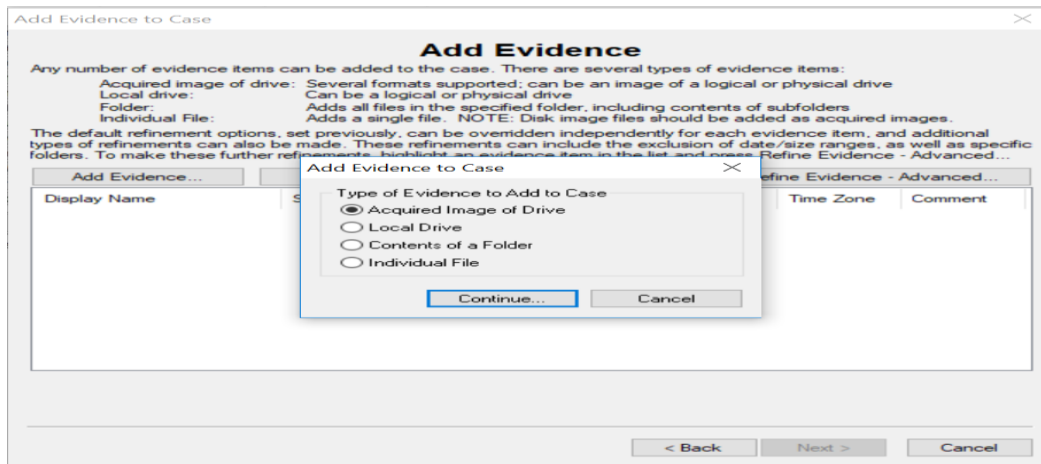 Add Evidence to Case
Add Evidence
Any number of evidence items can be added to the case. There are several types of evidence items:
Acquired image of drive: Several formats supported; can be an image of a logical or physical drive
Local drive: Can be a logical or physical drive
Folder: Adds all files in the specified folder, including contents of subfolders
Individual File: Adds a single file. NOTE: Disk image files should be added as acquired images.
The default refinement options, set previously, can be overridden independently for each evidence item, and additional
types of refinements can also be made. These refinements can include the exclusion of date/size ranges, as well as specific
folders. To make these further refinements, highlight an evidence item in the list and press Refine Evidence - Advanced...
Add Evidence...
efine Evidence - Advanced...
Display Name S Time Zone Comment
Add Evidence to Case
Type of Evidence to Add to Case
Acquired Image of Drive
Local Drive
Contents of a Folder
Individual File
Continue... Cancel
< Back Next > Cancel